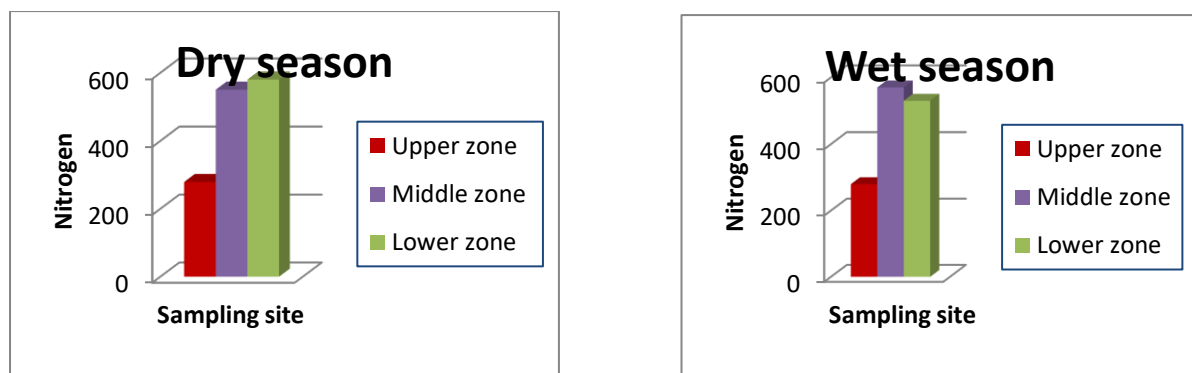 Dry season
600
400
200
0
Nitrogen
Sampling site
Upper zone
Middle zone
Lower zone
Wet season
600
400
200
0
Nitrogen
Sampling site
Upper zone
Middle zone
Lower zone